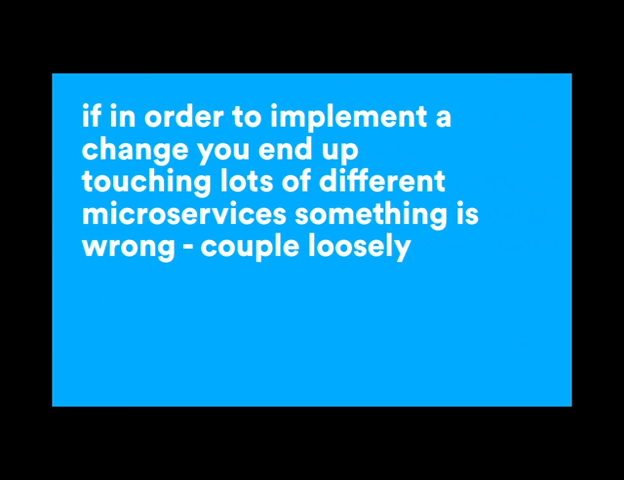 if in order to implement a
change you end up
touching lots of different
microservices something is
wrong - couple loosely